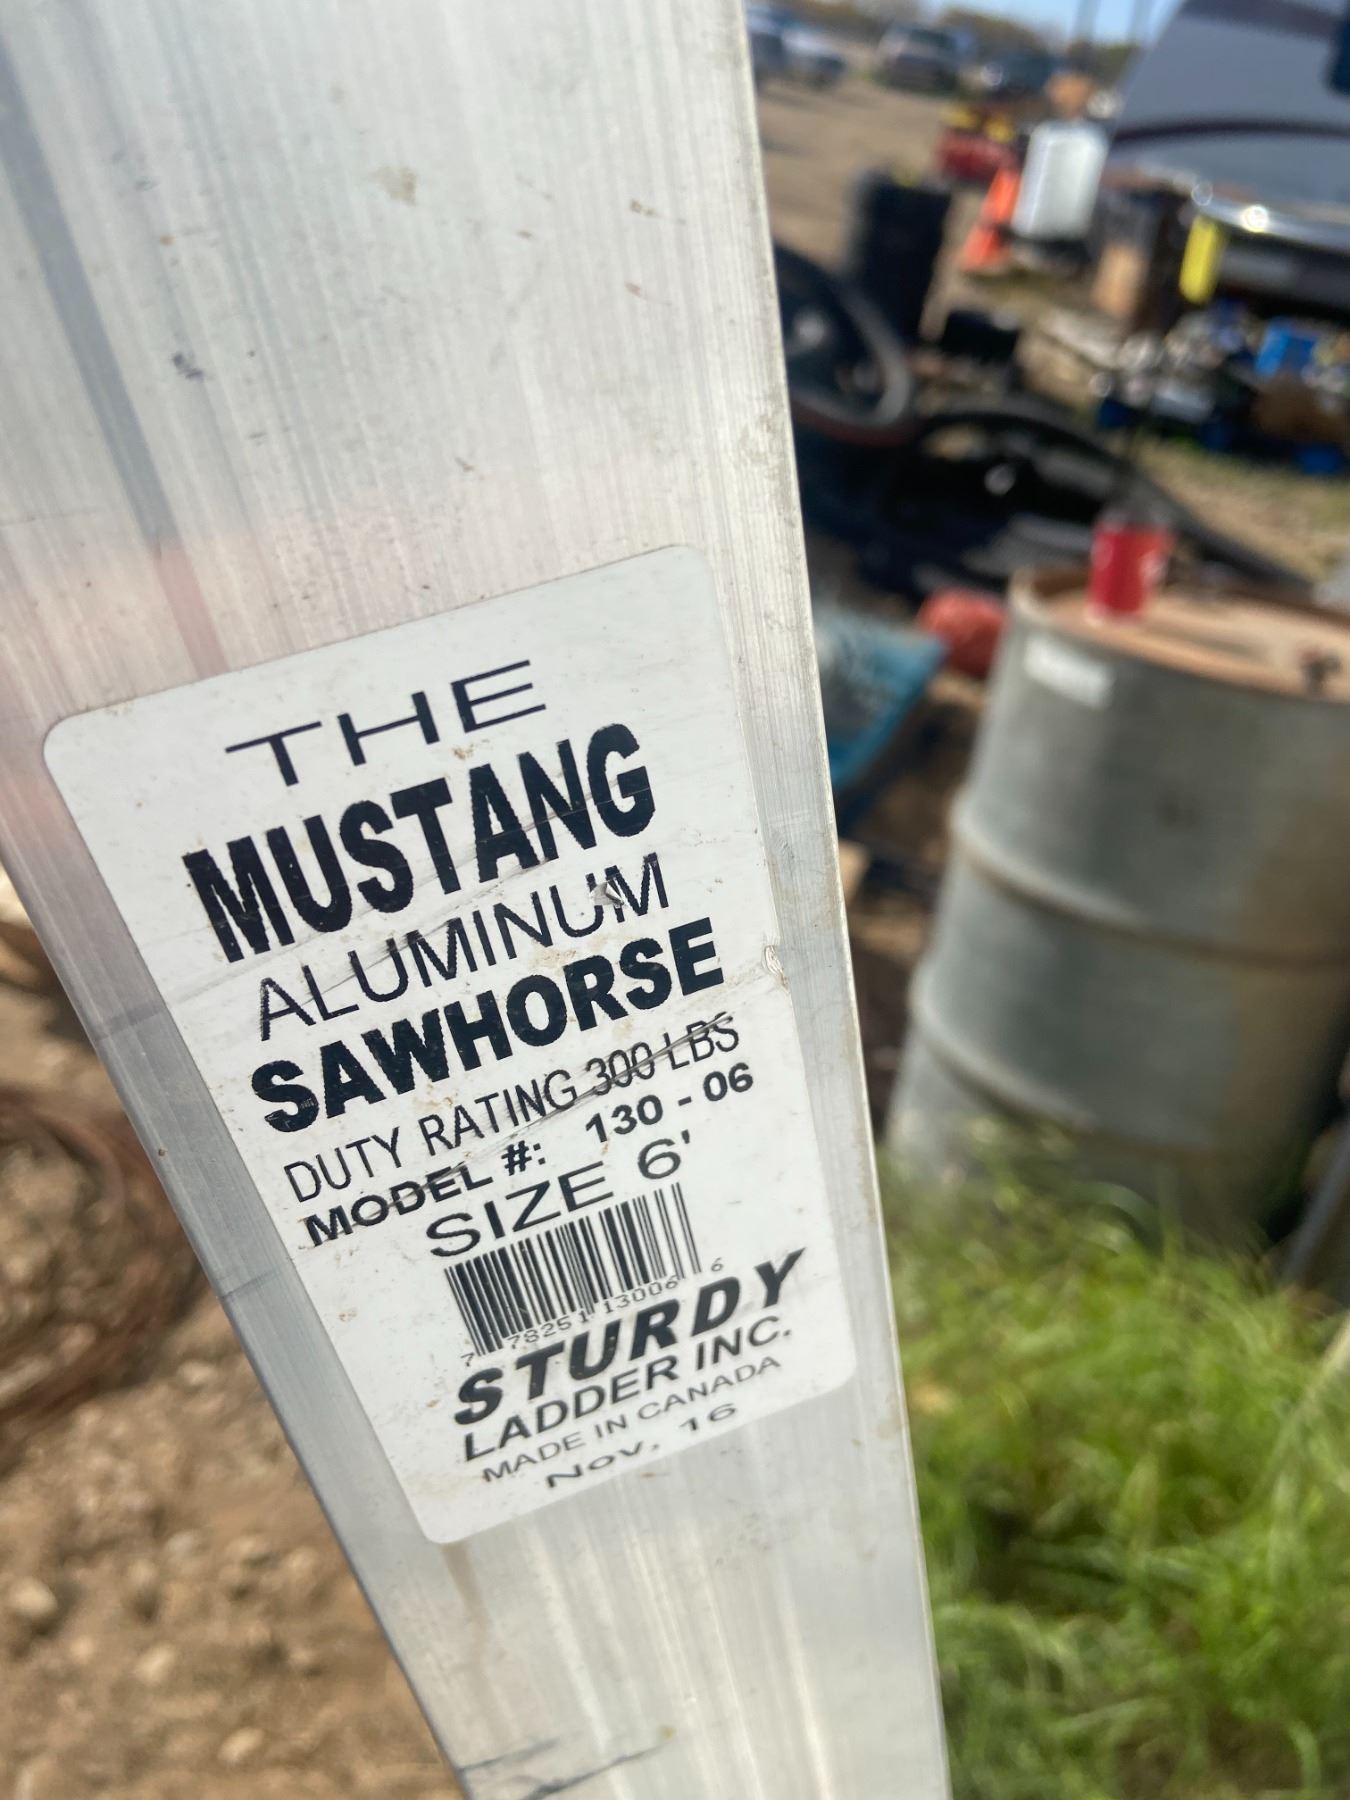 THE
MUSTANG
ALUMINUM
SAWHORSE
DUTY RATING 300 LBS
MODEL #: 130 - 06
SIZE 6'
7 78251 13006 6
STURDY
LADDER INC.
MADE IN CANADA
Nov. 16